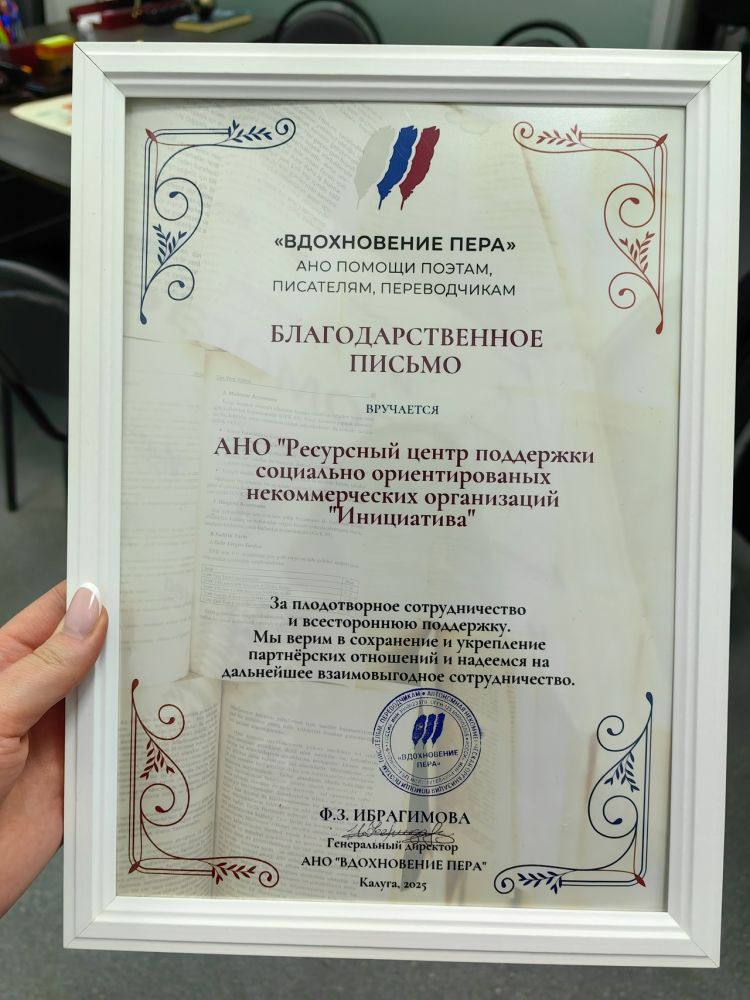 «ВДОХНОВЕНИЕ ПЕРА»
АНО ПОМОЩИ ПОЭТАМ,
ПИСАТЕЛЯМ, ПЕРЕВОДЧИКАМ
БЛАГОДАРСТВЕННОЕ
ПИСЬМО
ВРУЧАЕТСЯ
АНО "Ресурсный центр поддержки
социально ориентированых
некоммерческих организаций
"Инициатива"
За плодотворное сотрудничество
и всестороннюю поддержку.
Мы верим в сохранение и укрепление
партнёрских отношений и надеемся на
дальнейшее взаимовыгодное сотрудничество.
«ВДОХНОВЕНИЕ
ПЕРА»
Ф.З. ИБРАГИМОВА
Генеральный директор
АНО "ВДОХНОВЕНИЕ ПЕРА"
Калуга, 2025